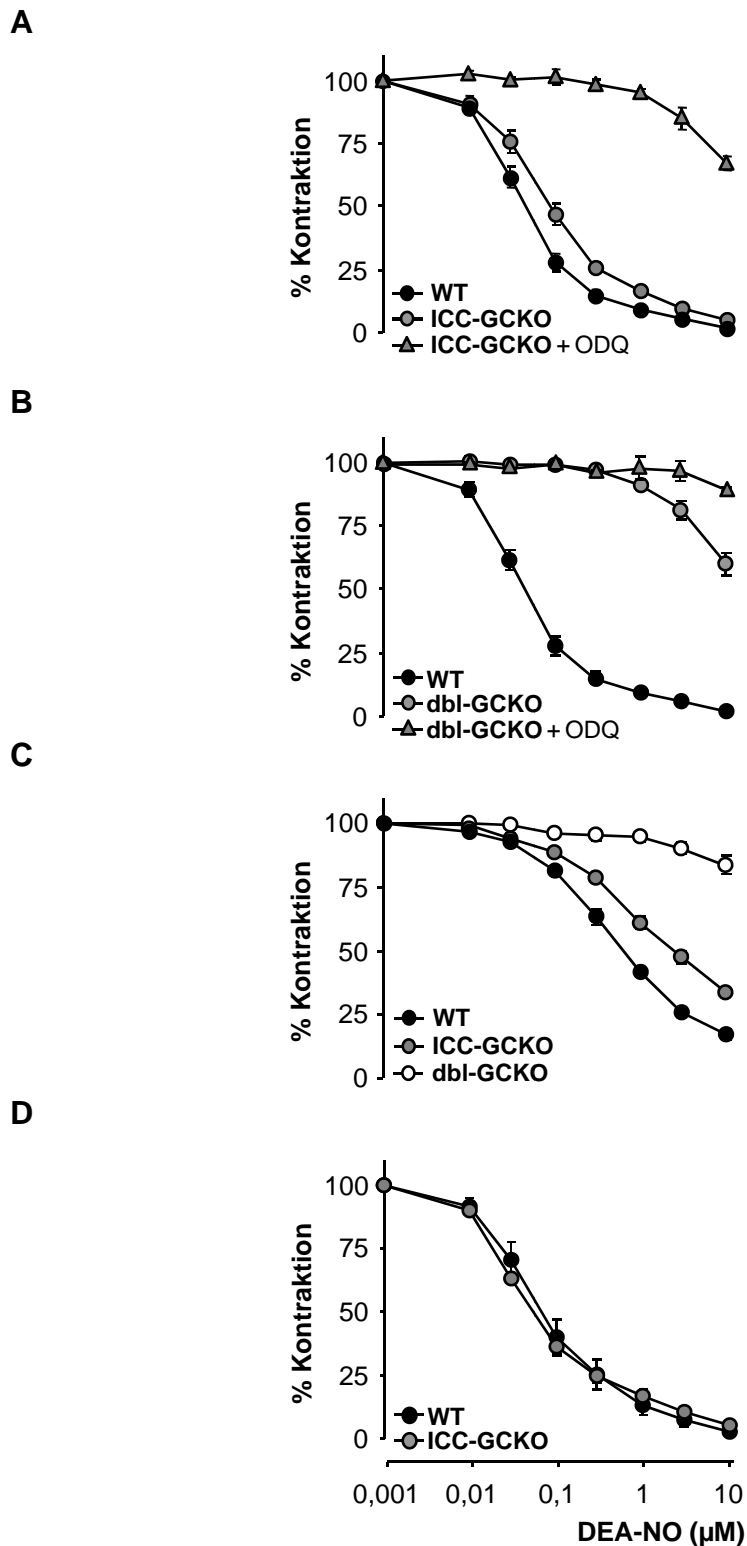 A
% Kontraktion
100
75
50
25
0
WT
ICC-GCKO
ICC-GCKO + ODQ
B
% Kontraktion
100
75
50
25
0
WT
dbl-GCKO
dbl-GCKO + ODQ
C
% Kontraktion
100
75
50
25
0
WT
ICC-GCKO
dbl-GCKO
D
% Kontraktion
100
75
50
25
0
WT
ICC-GCKO
0,001 0,01 0,1 1 10
DEA-NO (µM)